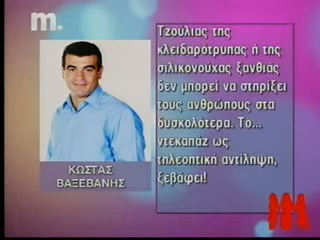 m.
Τζούλιας της
κλειδαρότρυπας ή της
σιλικονούχας ξανθιάς
δεν μπορεί να στηρίξει
τους ανθρώπους στα
δυσκολότερα. Το...
ντεκαπάζ ως
τηλεοπτική αντίληψη,
ξεβάφει!
ΚΩΣΤΑΣ
ΒΑΞΕΒΑΝΗΣ